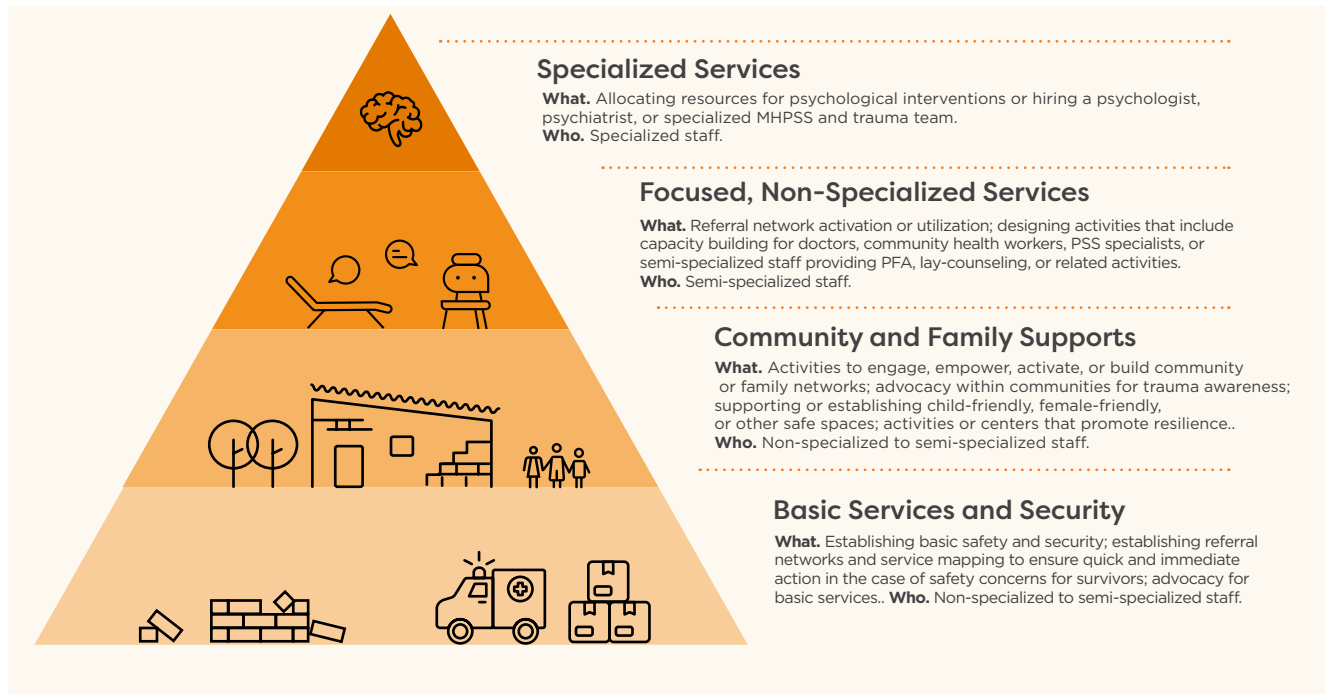 Specialized Services
What. Allocating resources for psychological interventions or hiring a psychologist,
psychiatrist, or specialized MHPSS and trauma team.
Who. Specialized staff.
Focused, Non-Specialized Services
What. Referral network activation or utilization; designing activities that include
capacity building for doctors, community health workers, PSS specialists, or
semi-specialized staff providing PFA, lay-counseling, or related activities.
Who. Semi-specialized staff.
Community and Family Supports
What. Activities to engage, empower, activate, or build community
or family networks; advocacy within communities for trauma awareness;
supporting or establishing child-friendly, female-friendly,
or other safe spaces; activities or centers that promote resilience..
Who. Non-specialized to semi-specialized staff.
Basic Services and Security
What. Establishing basic safety and security; establishing referral
networks and service mapping to ensure quick and immediate
action in the case of safety concerns for survivors; advocacy for
basic services.. Who. Non-specialized to semi-specialized staff.